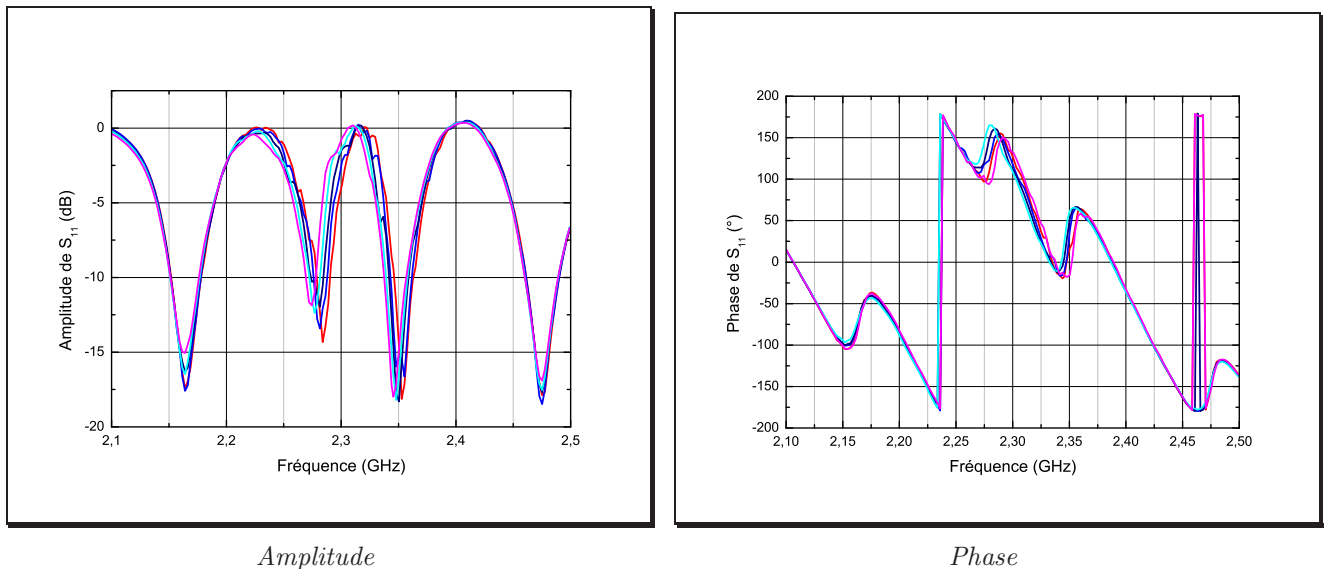 0
-5
-10
-15
-20
2,1 2,2 2,3 2,4 2,5
Amplitude de S11 (dB)
Fréquence (GHz)
200
150
100
50
0
-50
-100
-150
-200
2,10 2,15 2,20 2,25 2,30 2,35 2,40 2,45 2,50
Phase de S11 (°)
Fréquence (GHz)
Amplitude
Phase